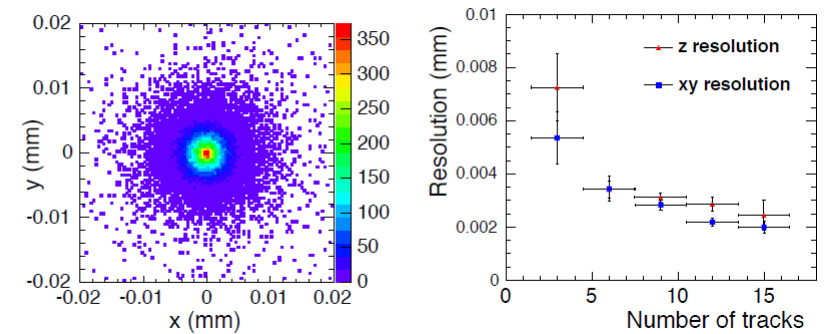 0.02
0.01
0
-0.01
-0.02
y (mm)
-0.02 -0.01 0 0.01 0.02
x (mm)
350
300
250
200
150
100
50
0
0.01
0.008
0.006
0.004
0.002
0
Resolution (mm)
z resolution
xy resolution
0 5 10 15
Number of tracks